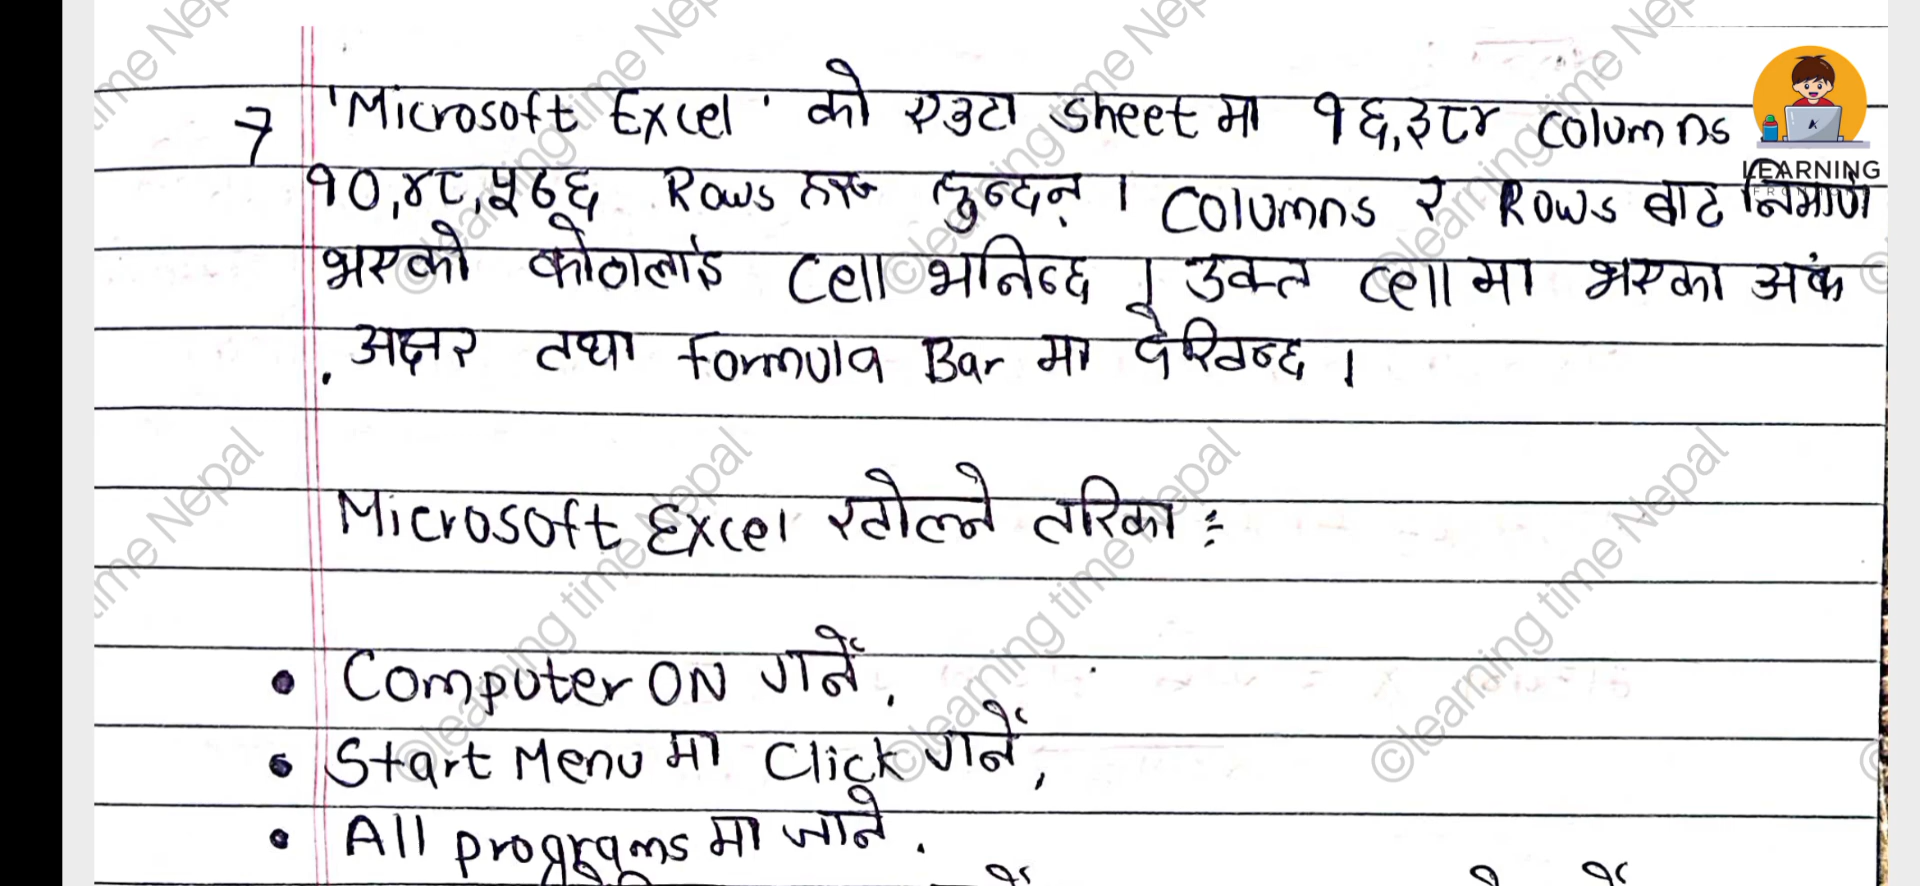 → 'Microsoft Excel' को एउटा sheet मा १६,३८४ columns
१०,४८,५७६ Rows हरू हुन्छन् । Columns र Rows बाट निर्माण
भएको कोठालाई Cell भनिन्छ । उक्त cell मा भएका अंक
, अक्षर तथा Formula Bar मा देखिन्छ ।
Microsoft Excel खोल्ने तरिका :
• Computer ON गर्ने,
• Start Menu मा Click गर्ने,
• All programs मा जाने.
LEARNING
©learning time Nepal